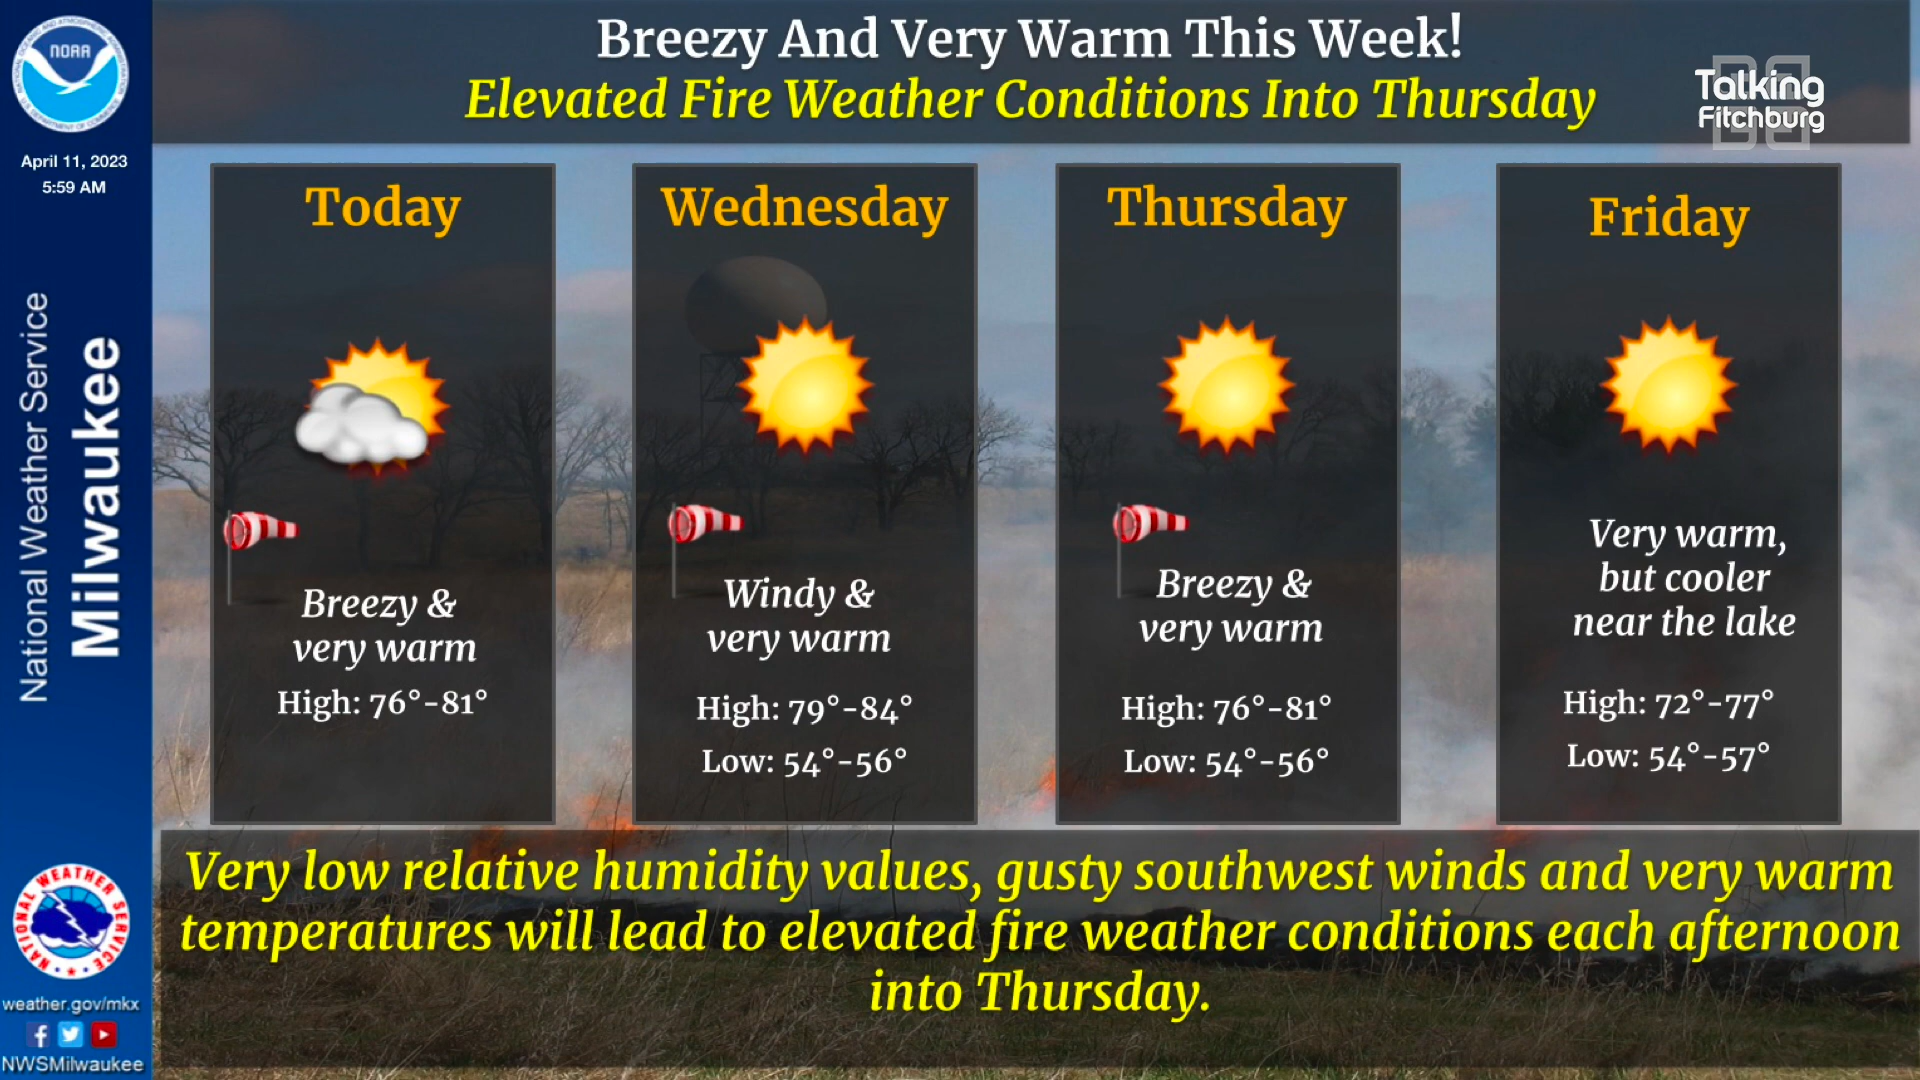 Breezy And Very Warm This Week!
Elevated Fire Weather Conditions Into Thursday
Talking
Fitchburg
NOAA
April 11, 2023
5:59 AM
National Weather Service
Milwaukee
Today
Breezy &
very warm
High: 76°-81°
Wednesday
Windy &
very warm
High: 79°-84°
Low: 54°-56°
Thursday
Breezy &
very warm
High: 76°-81°
Low: 54°-56°
Friday
Very warm,
but cooler
near the lake
High: 72°-77°
Low: 54°-57°
Very low relative humidity values, gusty southwest winds and very warm
temperatures will lead to elevated fire weather conditions each afternoon
into Thursday.
NATIONAL WEATHER SERVICE
weather.gov/mkx
NWSMilwaukee